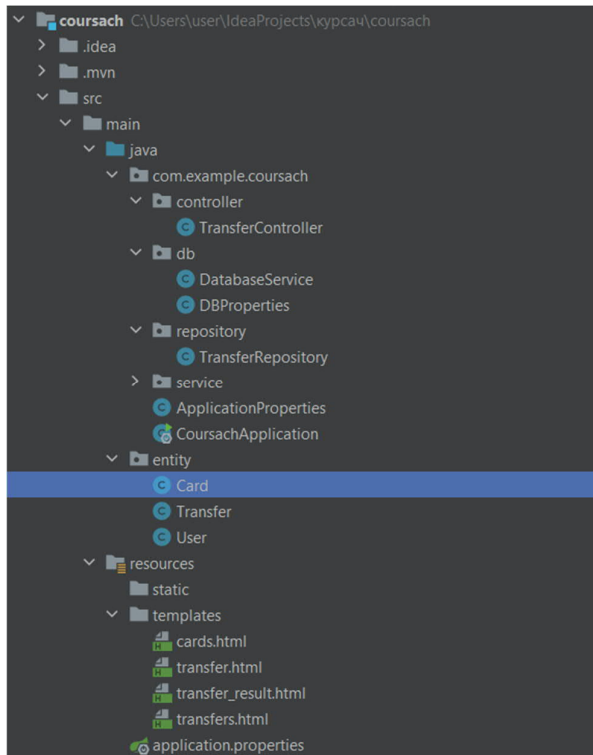 coursach C:\Users\user\IdeaProjects\курсач\coursach
.idea
.mvn
src
main
java
com.example.coursach
controller
TransferController
db
DatabaseService
DBProperties
repository
TransferRepository
service
ApplicationProperties
CoursachApplication
entity
Card
Transfer
User
resources
static
templates
cards.html
transfer.html
transfer_result.html
transfers.html
application.properties